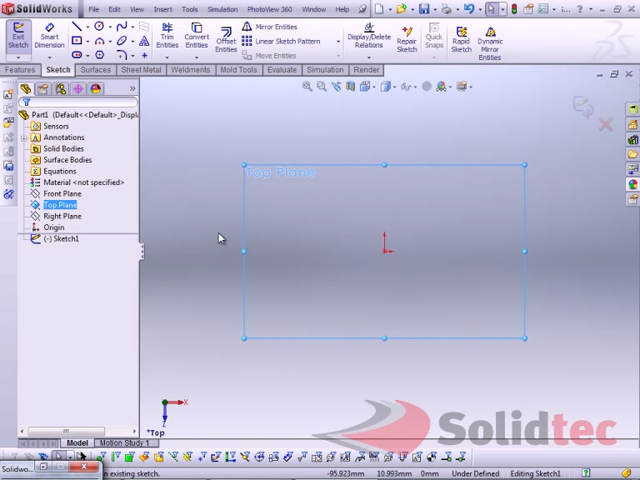 SolidWorks
File Edit View Insert Tools Simulation PhotoView 360 Window Help
Exit Sketch
Smart Dimension
Trim Entities
Convert Entities
Offset Entities
Mirror Entities
Linear Sketch Pattern
Move Entities
Display/Delete Relations
Repair Sketch
Quick Snaps
Rapid Sketch
Dynamic Mirror Entities
Features Sketch Surfaces Sheet Metal Weldments Mold Tools Evaluate Simulation Render
Part1 (Default<<Default>_Displ
Sensors
Annotations
Solid Bodies
Surface Bodies
Equations
Material <not specified>
Front Plane
Top Plane
Right Plane
Origin
(-) Sketch1
Top Plane
X
*Top
Solidtec
Model Motion Study 1
Solidwo...
n existing sketch.
-95.923mm 10.993mm 0mm Under Defined Editing Sketch1